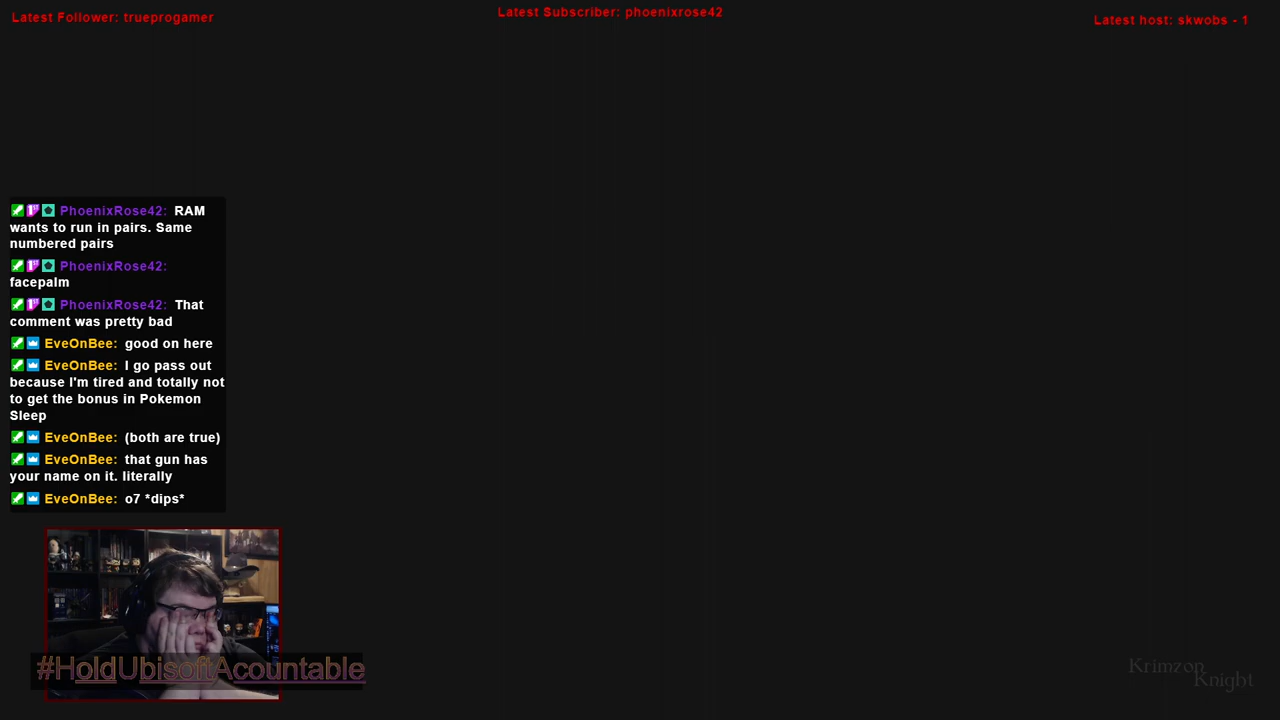 Latest Follower: trueprogamer
Latest Subscriber: phoenixrose42
Latest host: skwobs - 1
PhoenixRose42: RAM
wants to run in pairs. Same
numbered pairs
PhoenixRose42:
facepalm
PhoenixRose42: That
comment was pretty bad
EveOnBee: good on here
EveOnBee: I go pass out
because I'm tired and totally not
to get the bonus in Pokemon
Sleep
EveOnBee: (both are true)
EveOnBee: that gun has
your name on it. literally
EveOnBee: o7 *dips*
#HoldUbisoftAcountable
Krimzon
Knight